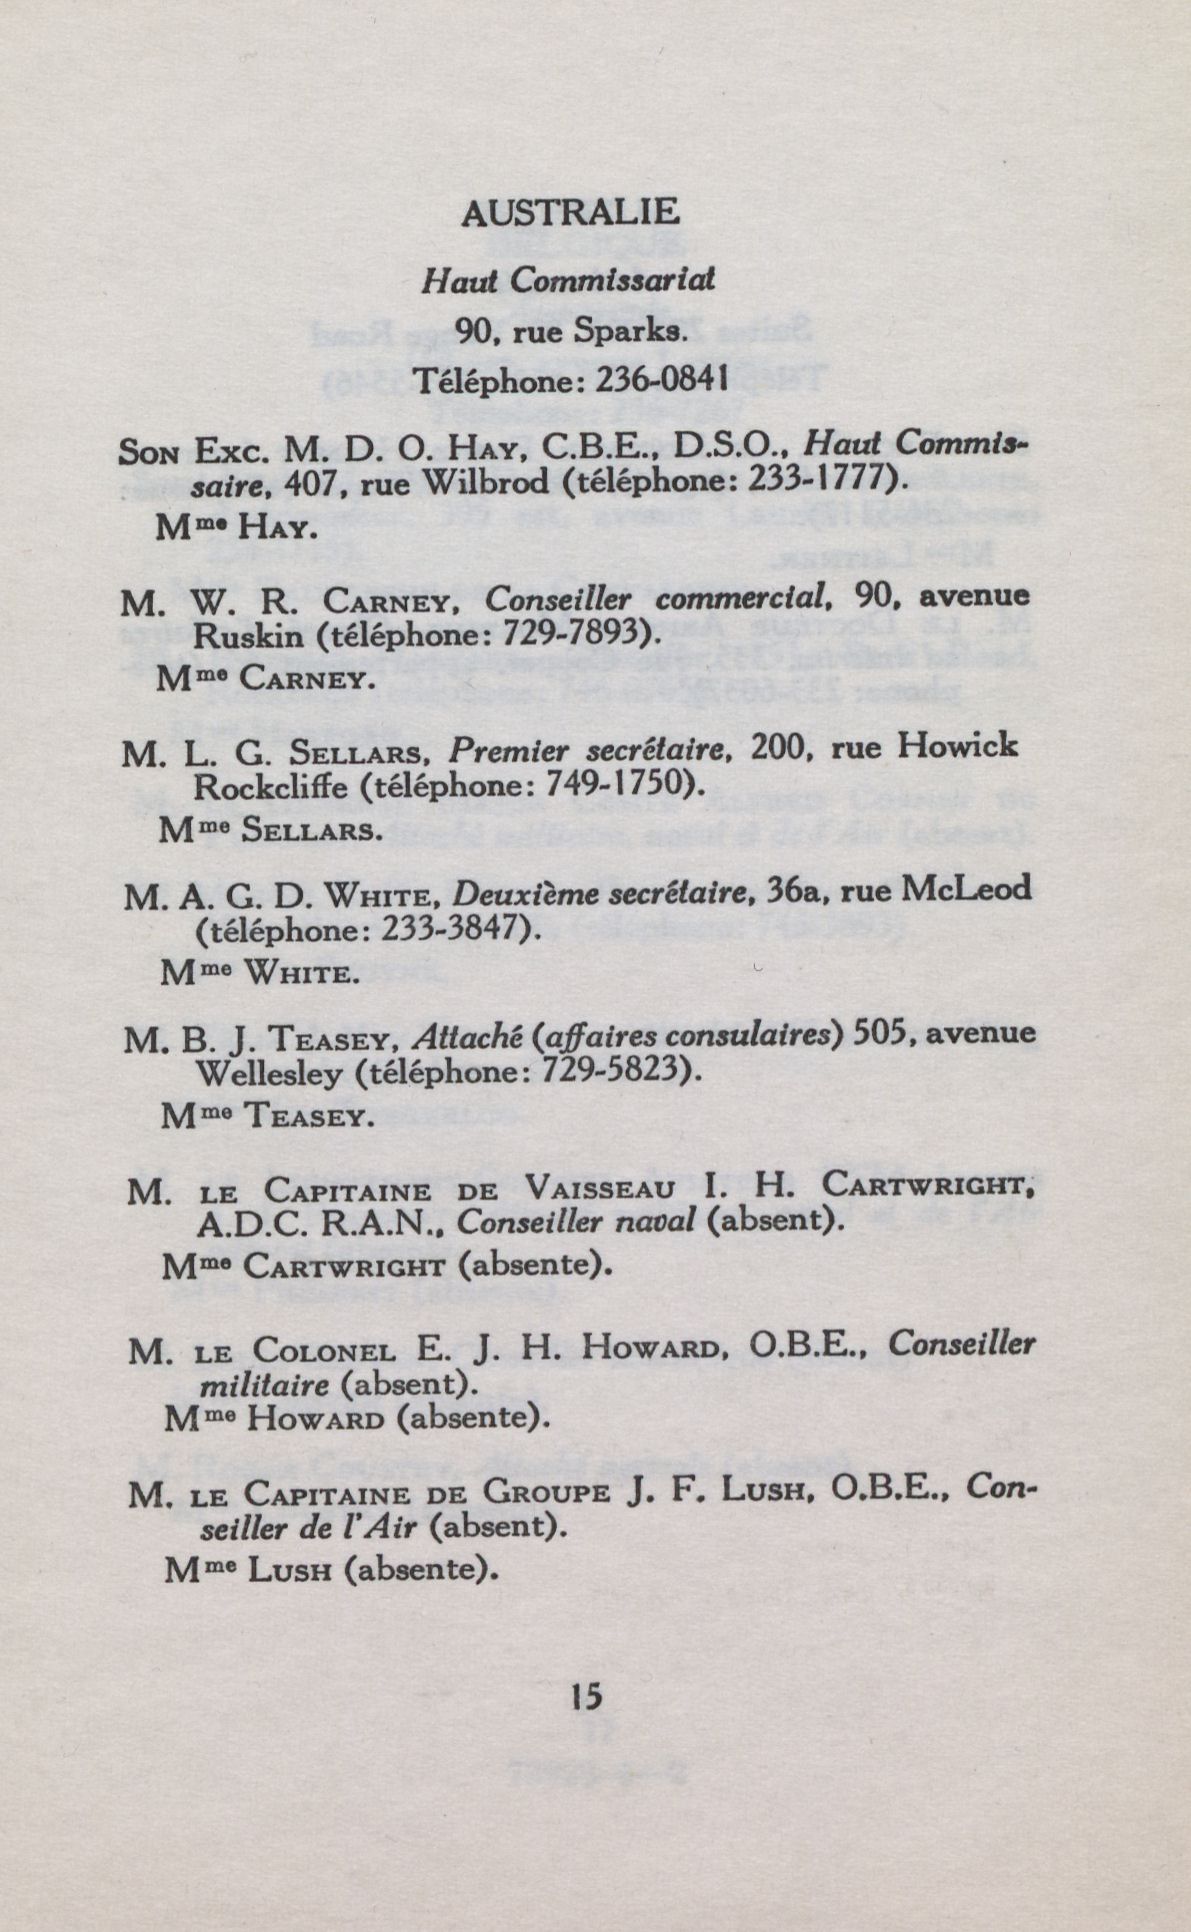 AUSTRALIE
Haut Commissariat
90, rue Sparks.
Téléphone: 236-0841
SON EXC. M. D. O. HAY, C.B.E., D.S.O., Haut Commis-
saire, 407, rue Wilbrod (téléphone: 233-1777).
Mme HAY.
M. W. R. CARNEY, Conseiller commercial, 90, avenue
Ruskin (téléphone: 729-7893).
Mme CARNEY.
M. L. G. SELLARS, Premier secrétaire, 200, rue Howick
Rockcliffe (téléphone: 749-1750).
Mme SELLARS.
M. A. G. D. WHITE, Deuxième secrétaire, 36a, rue McLeod
(téléphone: 233-3847).
Mme WHITE.
M. B. J. TEASEY, Attaché (affaires consulaires) 505, avenue
Wellesley (téléphone: 729-5823).
Mme TEASEY.
M. LE CAPITAINE DE VAISSEAU I. H. CARTWRIGHT,
A.D.C. R.A.N., Conseiller naval (absent).
Mme CARTWRIGHT (absente).
M. LE COLONEL E. J. H. HOWARD, O.B.E., Conseiller
militaire (absent).
Mme HOWARD (absente).
M. LE CAPITAINE DE GROUPE J. F. LUSH, O.B.E., Con-
seiller de l'Air (absent).
Mme LUSH (absente).
15